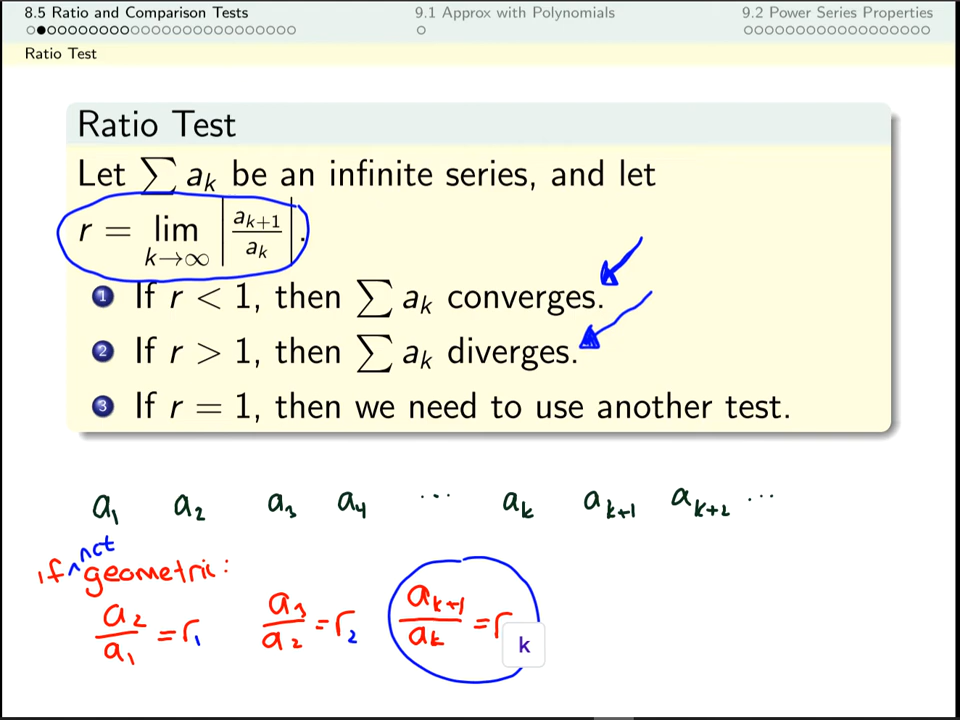 8.5 Ratio and Comparison Tests 9.1 Approx with Polynomials 9.2 Power Series Properties
Ratio Test
Ratio Test
Let ∑ a_k be an infinite series, and let
r = lim_{k→∞} |a_{k+1}/a_k|.
1 If r < 1, then ∑ a_k converges.
2 If r > 1, then ∑ a_k diverges.
3 If r = 1, then we need to use another test.
a_1 a_2 a_3 a_4 ... a_k a_{k+1} a_{k+2} ...
if ^not geometric:
a_2/a_1 = r_1 a_3/a_2 = r_2 a_{k+1}/a_k = r
k